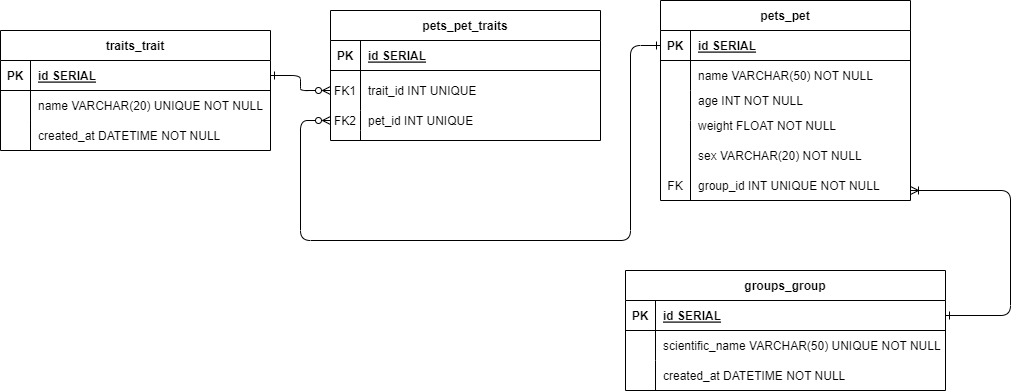 traits_trait
PK id SERIAL
name VARCHAR(20) UNIQUE NOT NULL
created_at DATETIME NOT NULL
pets_pet_traits
PK id SERIAL
FK1 trait_id INT UNIQUE
FK2 pet_id INT UNIQUE
pets_pet
PK id SERIAL
name VARCHAR(50) NOT NULL
age INT NOT NULL
weight FLOAT NOT NULL
sex VARCHAR(20) NOT NULL
FK group_id INT UNIQUE NOT NULL
groups_group
PK id SERIAL
scientific_name VARCHAR(50) UNIQUE NOT NULL
created_at DATETIME NOT NULL